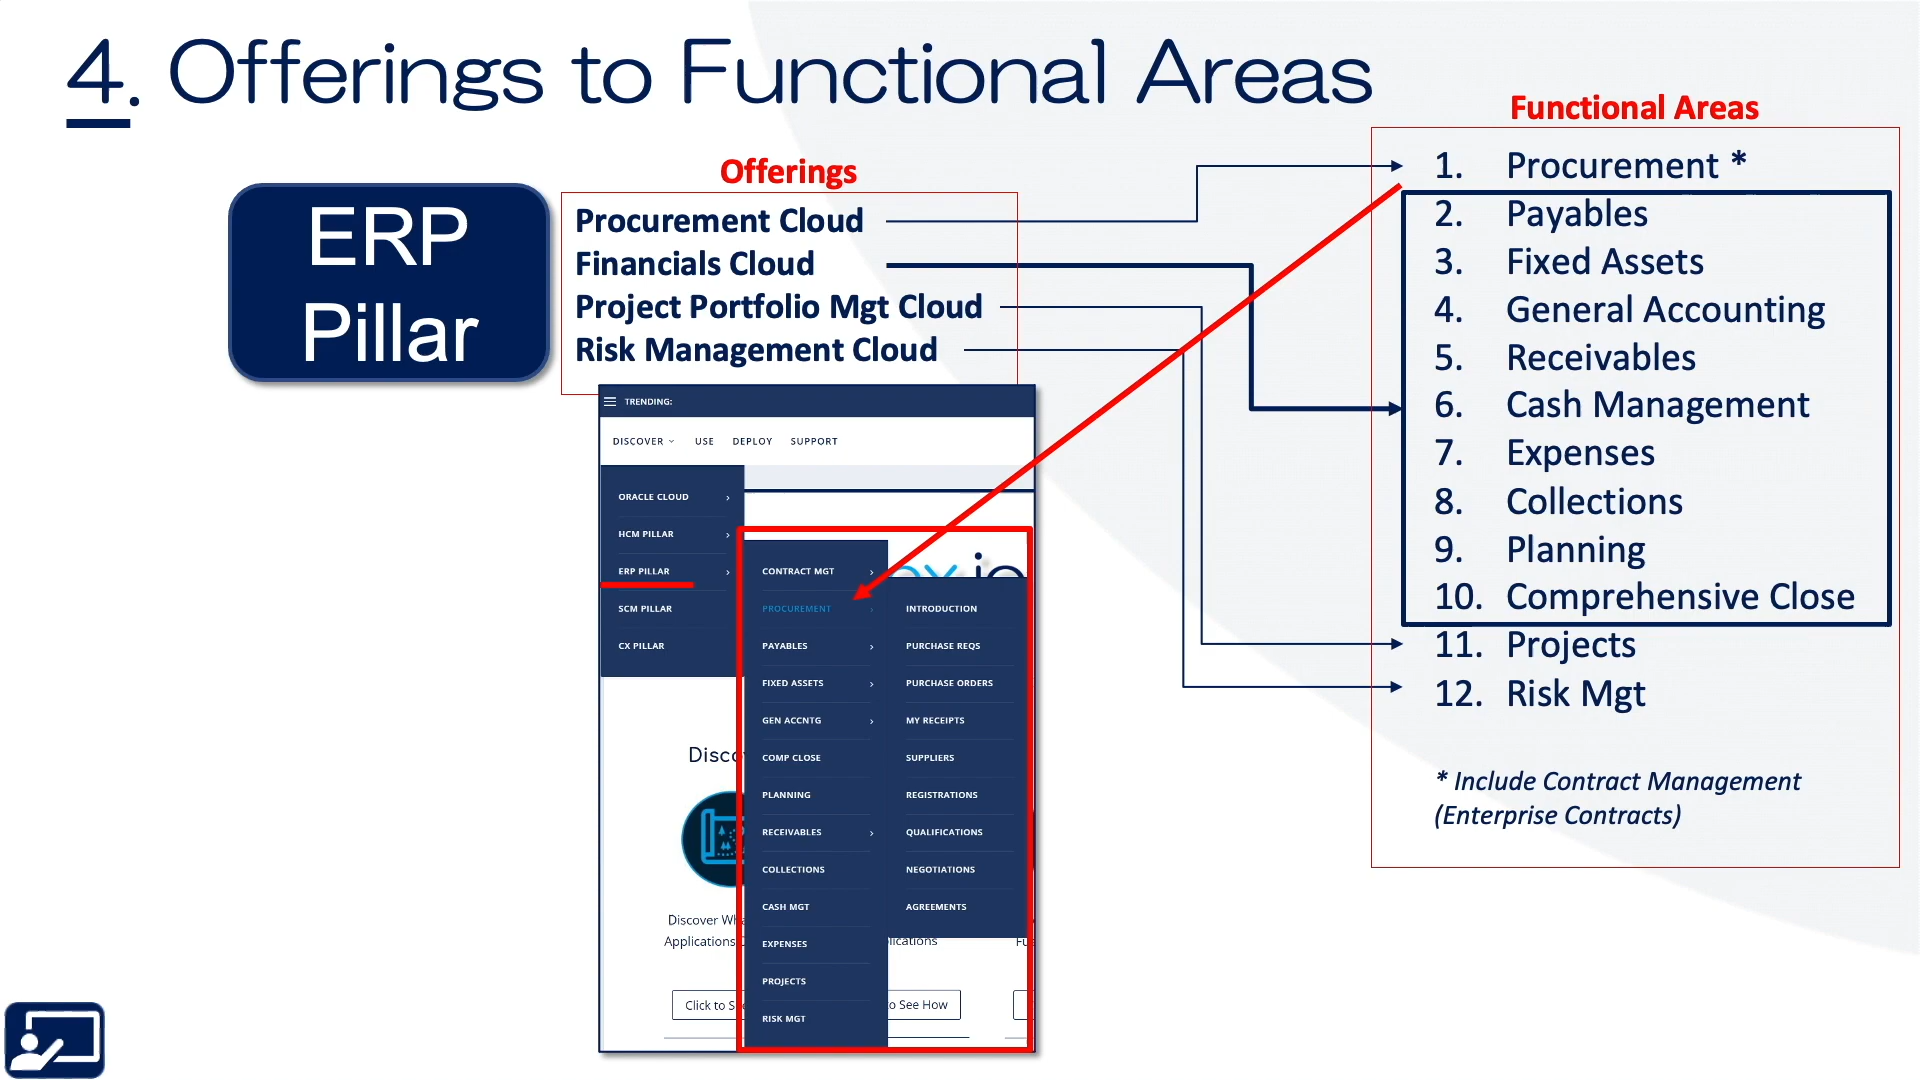 4. Offerings to Functional Areas
ERP
Pillar
Offerings
Procurement Cloud
Financials Cloud
Project Portfolio Mgt Cloud
Risk Management Cloud
TRENDING:
DISCOVER
USE
DEPLOY
SUPPORT
ORACLE CLOUD
HCM PILLAR
ERP PILLAR
SCM PILLAR
CX PILLAR
CONTRACT MGT
PROCUREMENT
PAYABLES
FIXED ASSETS
GEN ACCNTG
COMP CLOSE
PLANNING
RECEIVABLES
COLLECTIONS
CASH MGT
EXPENSES
PROJECTS
RISK MGT
INTRODUCTION
PURCHASE REQS
PURCHASE ORDERS
MY RECEIPTS
SUPPLIERS
REGISTRATIONS
QUALIFICATIONS
NEGOTIATIONS
AGREEMENTS
Discover
Applications
Click to
to See How
Functional Areas
1. Procurement *
2. Payables
3. Fixed Assets
4. General Accounting
5. Receivables
6. Cash Management
7. Expenses
8. Collections
9. Planning
10. Comprehensive Close
11. Projects
12. Risk Mgt
* Include Contract Management
(Enterprise Contracts)